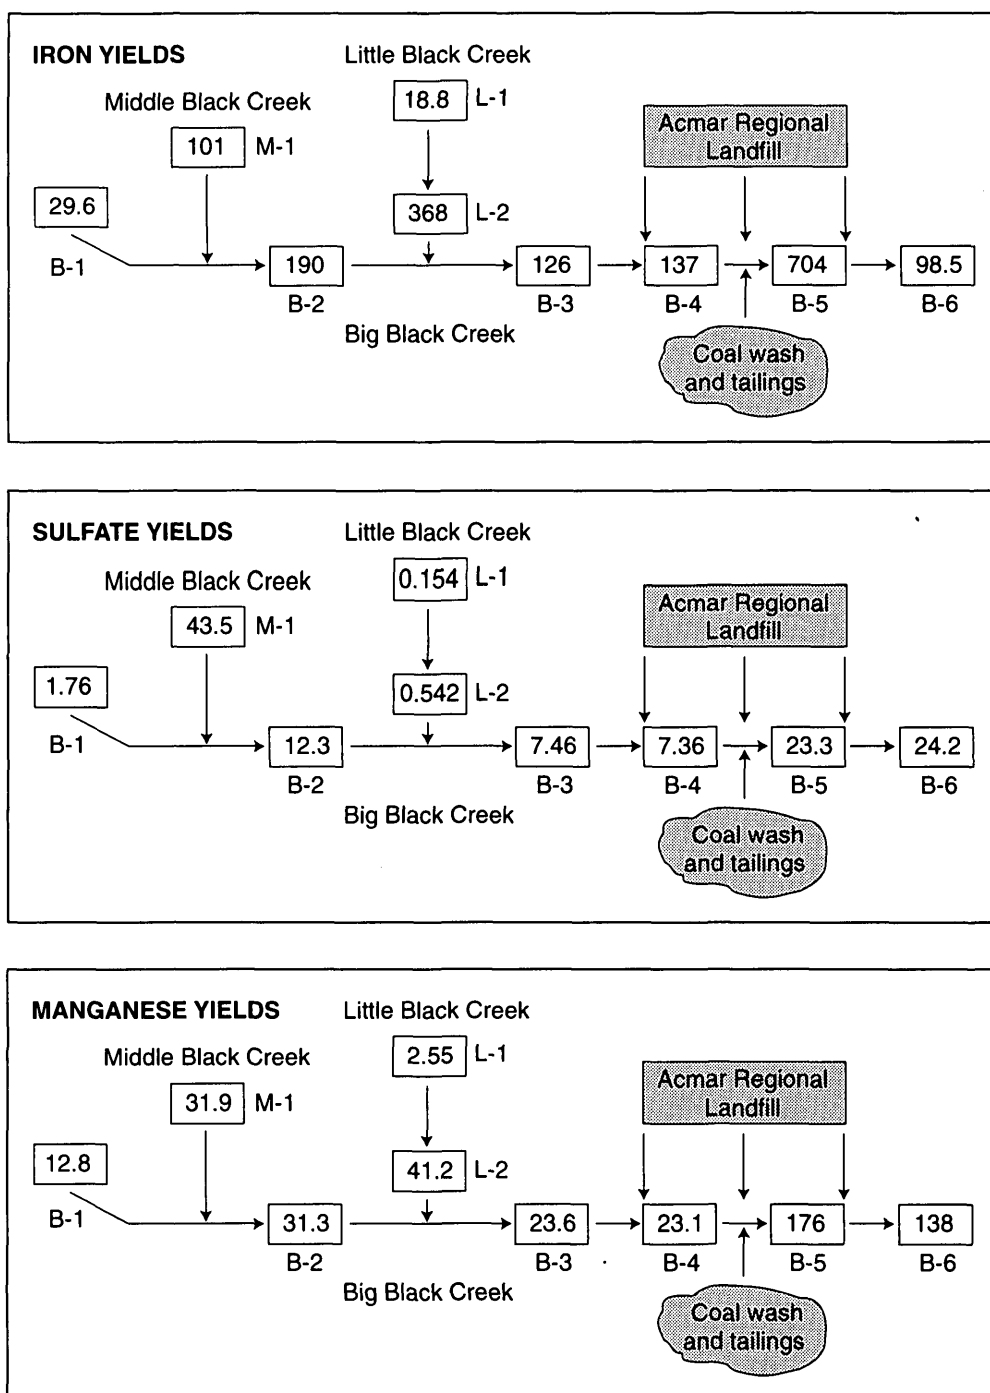 IRON YIELDS
Little Black Creek
18.8 L-1
Middle Black Creek
101 M-1
Acmar Regional
Landfill
29.6
368 L-2
B-1
190
126
137
704
98.5
B-2
B-3
B-4
B-5
B-6
Big Black Creek
Coal wash
and tailings
SULFATE YIELDS
Little Black Creek
0.154 L-1
Middle Black Creek
43.5 M-1
Acmar Regional
Landfill
1.76
0.542 L-2
B-1
12.3
7.46
7.36
23.3
24.2
B-2
B-3
B-4
B-5
B-6
Big Black Creek
Coal wash
and tailings
MANGANESE YIELDS
Little Black Creek
2.55 L-1
Middle Black Creek
31.9 M-1
Acmar Regional
Landfill
12.8
41.2 L-2
B-1
31.3
23.6
23.1
176
138
B-2
B-3
B-4
B-5
B-6
Big Black Creek
Coal wash
and tailings